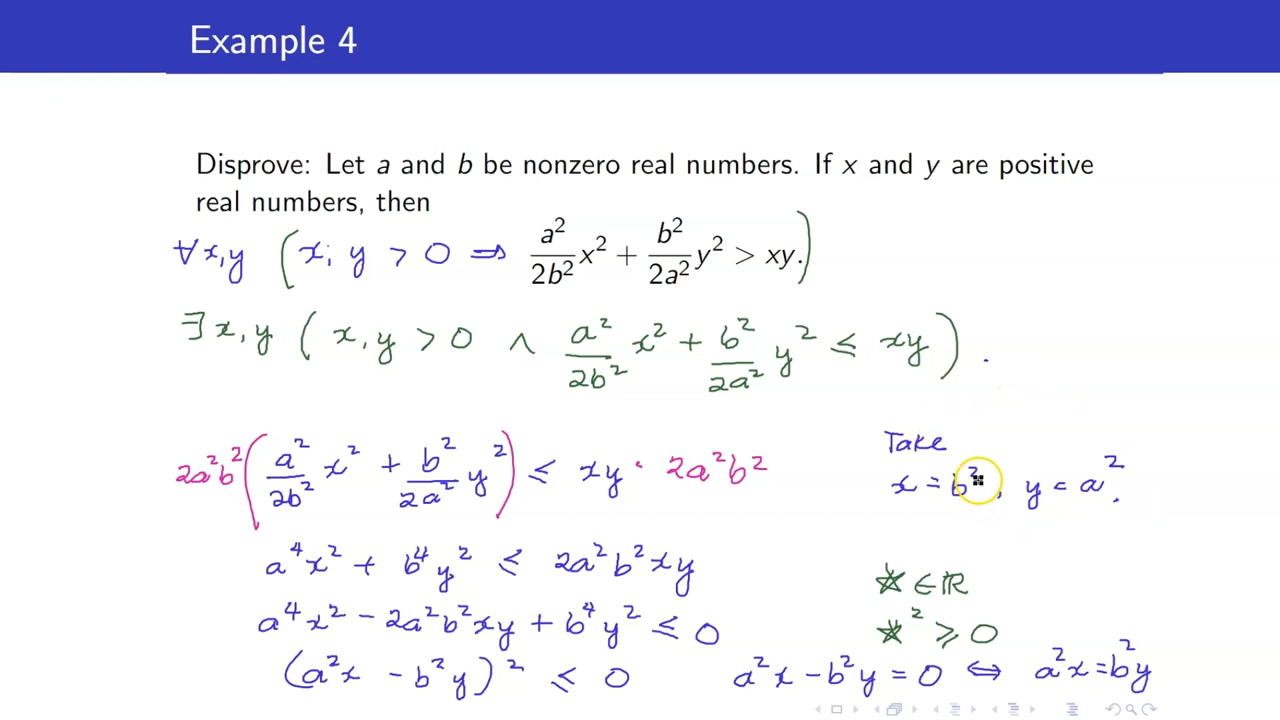 Example 4
Disprove: Let a and b be nonzero real numbers. If x and y are positive
real numbers, then
∀x,y (x, y > 0 ⟹ a²/2b² x² + b²/2a² y² > xy.)
∃x,y (x, y > 0 ∧ a²/2b² x² + b²/2a² y² ≤ xy).
2a²b² (a²/2b² x² + b²/2a² y²) ≤ xy · 2a²b²
a⁴x² + b⁴y² ≤ 2a²b²xy
a⁴x² − 2a²b²xy + b⁴y² ≤ 0
(a²x − b²y)² ≤ 0
Take
x = b², y = a².
★ ∈ ℝ
★² ≥ 0
a²x − b²y = 0 ⟺ a²x = b²y